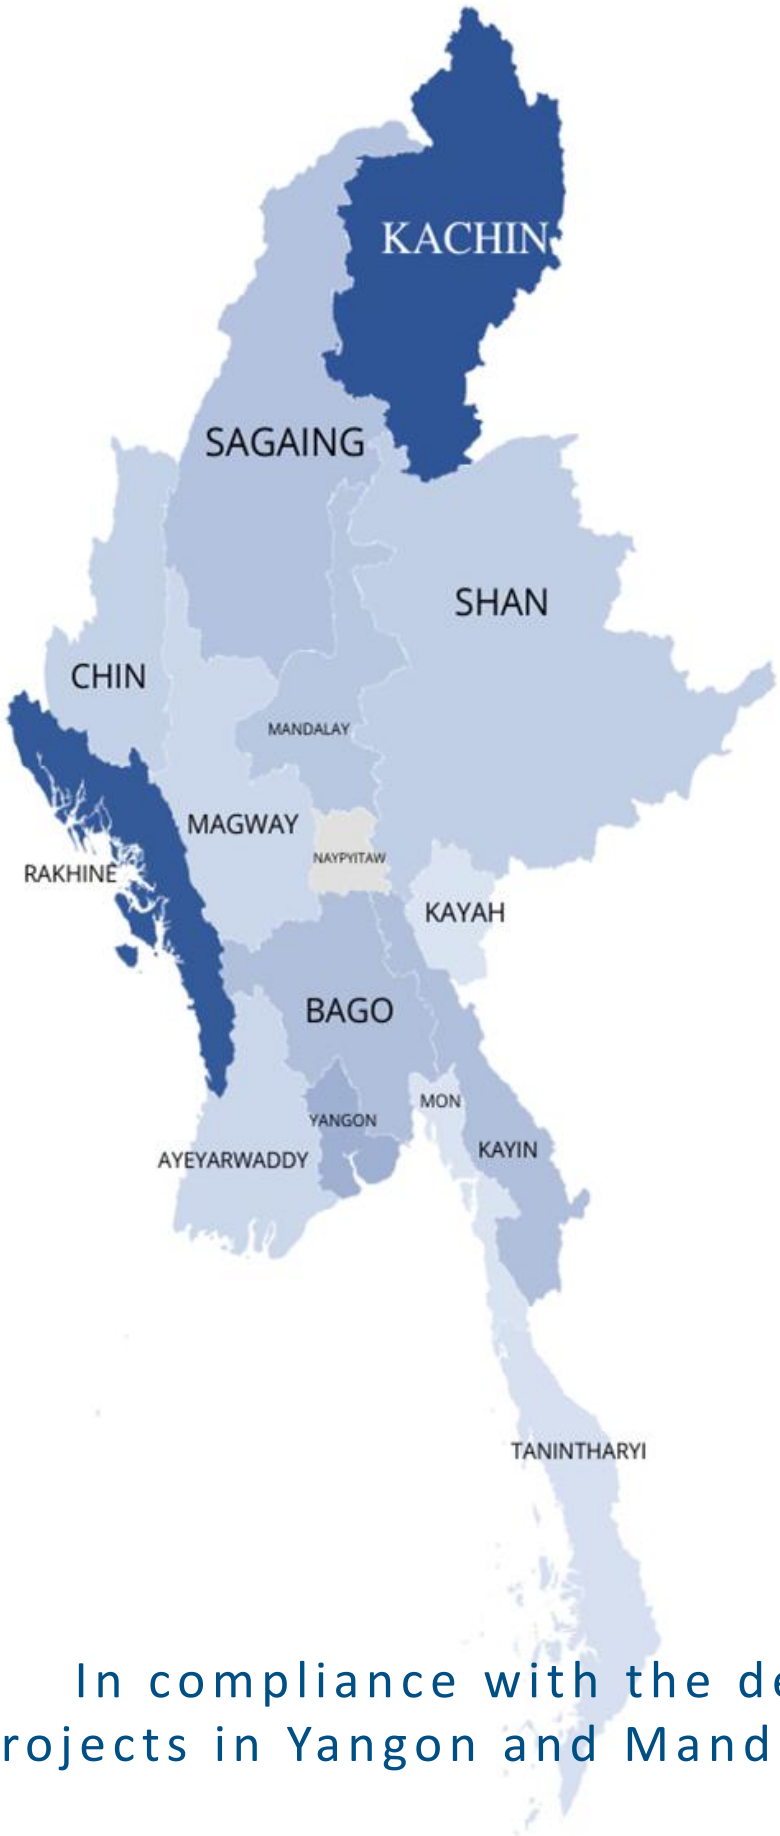 KACHIN
SAGAING
SHAN
CHIN
MANDALAY
MAGWAY
NAYPYITAW
RAKHINE
KAYAH
BAGO
MON
YANGON
KAYIN
AYEYARWADDY
TANINTHARYI
In compliance with the de
rojects in Yangon and Mand